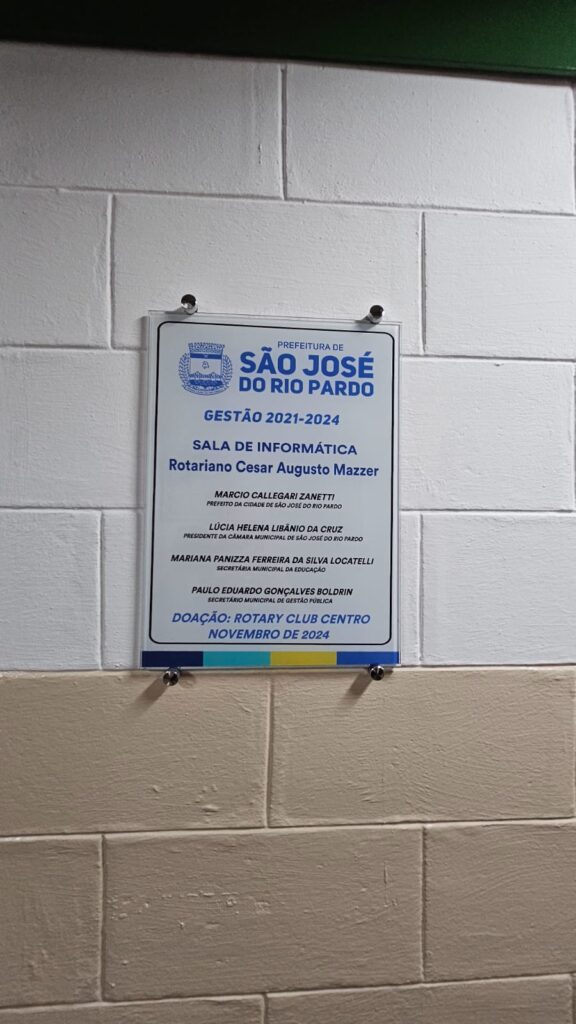 PREFEITURA DE
SÃO JOSÉ
DO RIO PARDO
GESTÃO 2021-2024
SALA DE INFORMÁTICA
Rotariano Cesar Augusto Mazzer
MARCIO CALLEGARI ZANETTI
PREFEITO DA CIDADE DE SÃO JOSÉ DO RIO PARDO
LÚCIA HELENA LIBÂNIO DA CRUZ
PRESIDENTE DA CÂMARA MUNICIPAL DE SÃO JOSÉ DO RIO PARDO
MARIANA PANIZZA FERREIRA DA SILVA LOCATELLI
SECRETÁRIA MUNICIPAL DA EDUCAÇÃO
PAULO EDUARDO GONÇALVES BOLDRIN
SECRETÁRIO MUNICIPAL DE GESTÃO PÚBLICA
DOAÇÃO: ROTARY CLUB CENTRO
NOVEMBRO DE 2024